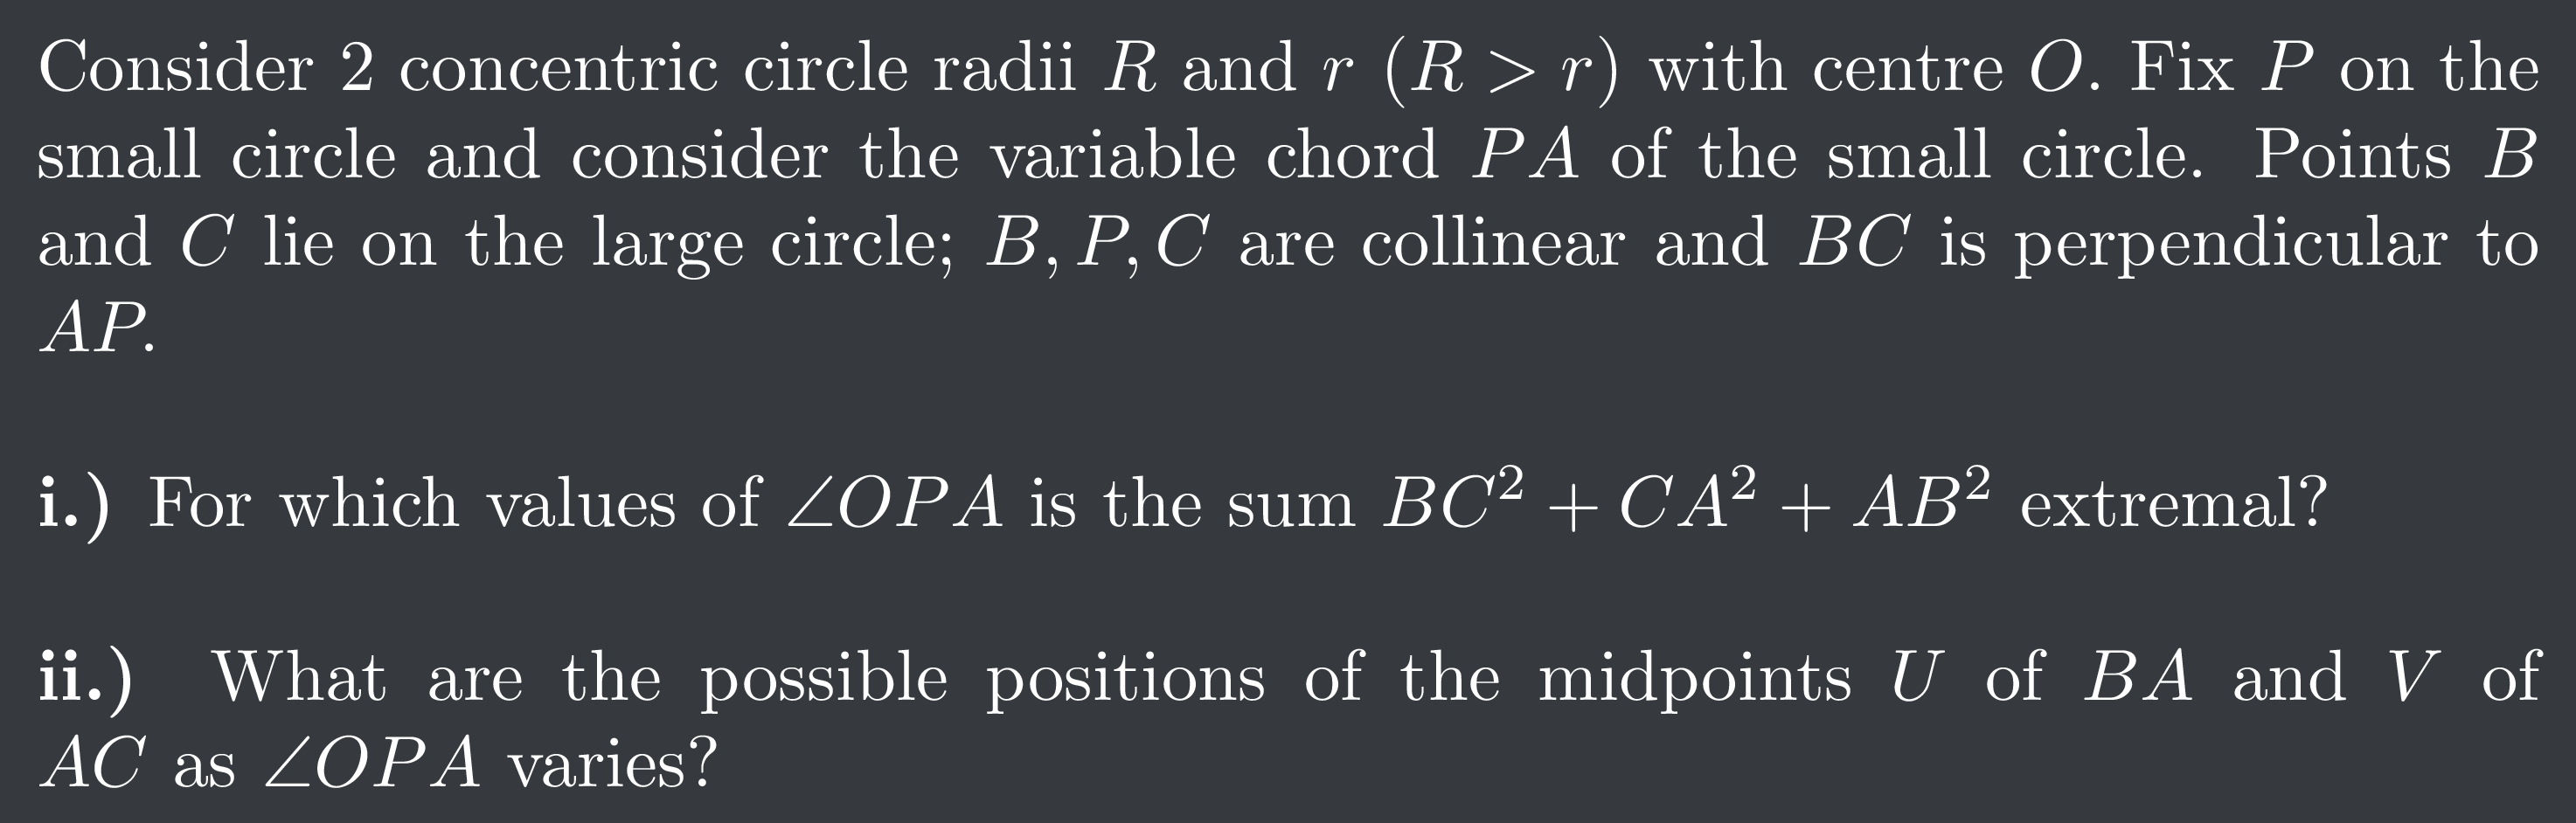 Consider 2 concentric circle radii R and r (R > r) with centre O. Fix P on the
small circle and consider the variable chord PA of the small circle. Points B
and C lie on the large circle; B, P, C are collinear and BC is perpendicular to
AP.
i.) For which values of ∠OPA is the sum BC² + CA² + AB² extremal?
ii.) What are the possible positions of the midpoints U of BA and V of
AC as ∠OPA varies?